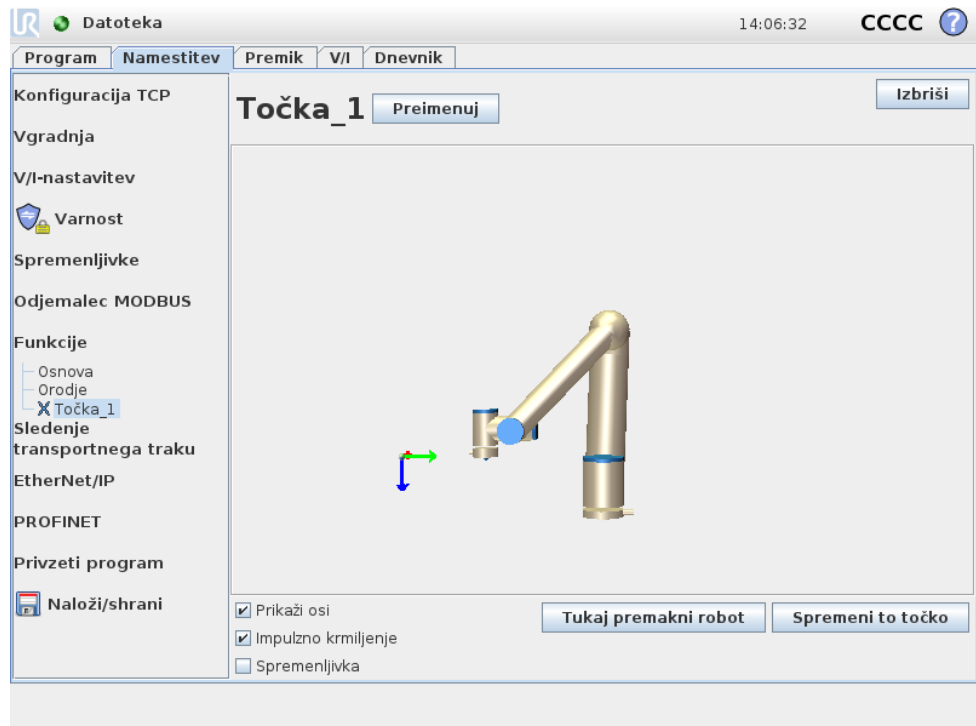 UR Datoteka 14:06:32 CCCC ?
Program Namestitev Premik V/I Dnevnik
Konfiguracija TCP
Vgradnja
V/I-nastavitev
Varnost
Spremenljivke
Odjemalec MODBUS
Funkcije
Osnova
Orodje
Točka_1
Sledenje
transportnega traku
EtherNet/IP
PROFINET
Privzeti program
Naloži/shrani
Točka_1 Preimenuj Izbriši
Prikaži osi
Impulzno krmiljenje
Spremenljivka
Tukaj premakni robot Spremeni to točko